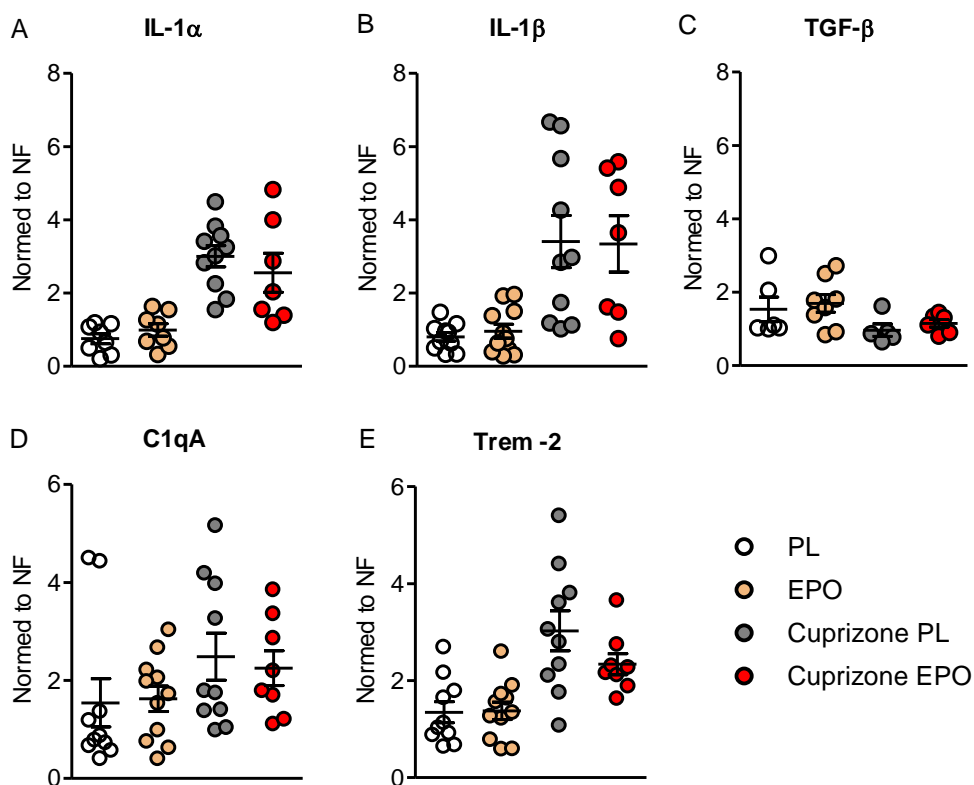 A
IL-1α
Normed to NF
8
6
4
2
0
B
IL-1β
Normed to NF
8
6
4
2
0
C
TGF-β
Normed to NF
8
6
4
2
0
D
C1qA
Normed to NF
6
4
2
0
E
Trem -2
Normed to NF
6
4
2
0
PL
EPO
Cuprizone PL
Cuprizone EPO